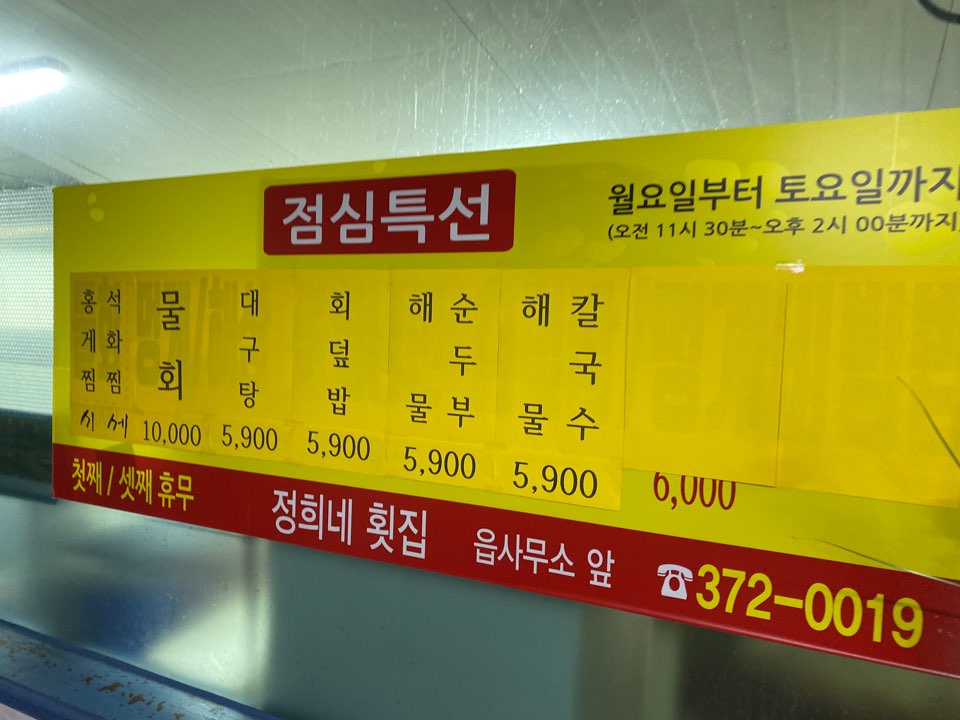 점심특선
월요일부터 토요일까지
(오전 11시 30분~오후 2시 00분까지)
홍게찜 석화찜 시세
물회 10,000
대구탕 5,900
회덮밥 5,900
해물 순두부 5,900
해물 칼국수 5,900
6,000
첫째 / 셋째 휴무
정희네 횟집
읍사무소 앞
☎372-0019